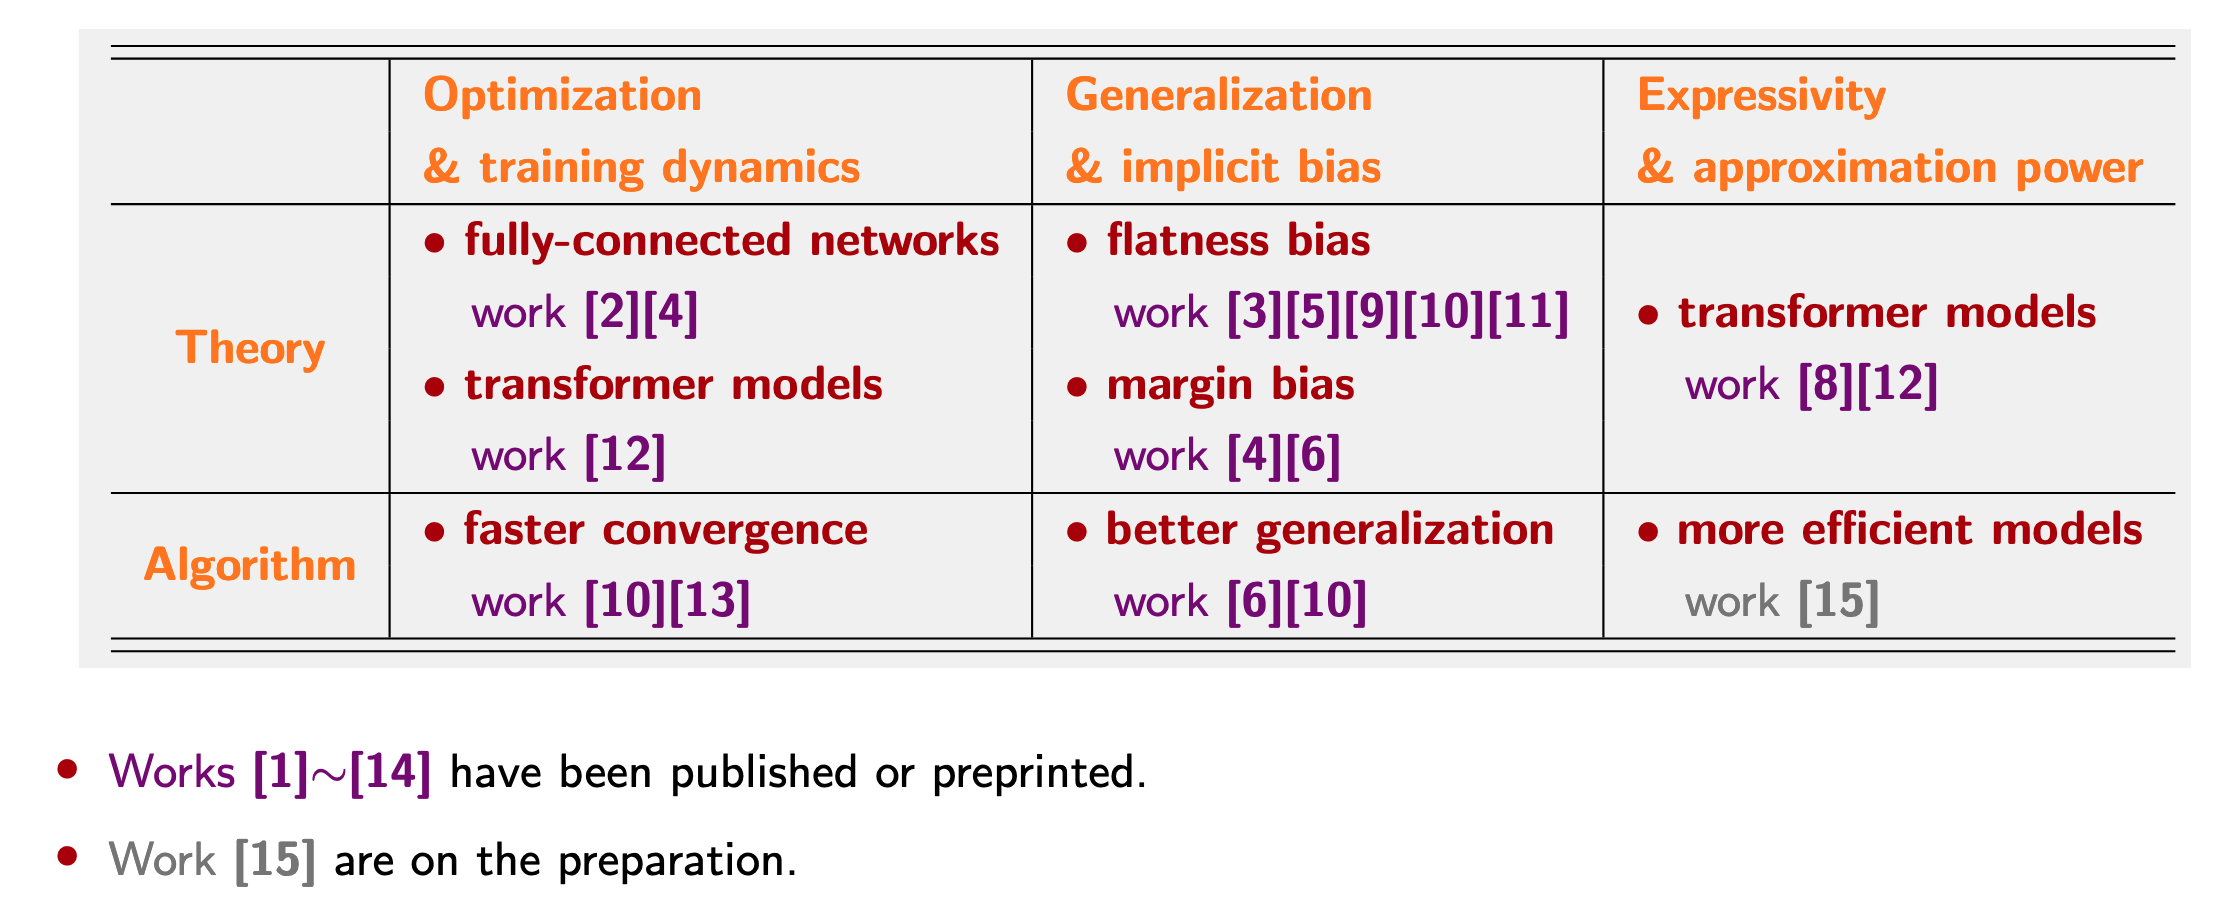 Optimization
& training dynamics
Generalization
& implicit bias
Expressivity
& approximation power
Theory
• fully-connected networks
work [2][4]
• transformer models
work [12]
• flatness bias
work [3][5][9][10][11]
• margin bias
work [4][6]
• transformer models
work [8][12]
Algorithm
• faster convergence
work [10][13]
• better generalization
work [6][10]
• more efficient models
work [15]
• Works [1]~[14] have been published or preprinted.
• Work [15] are on the preparation.